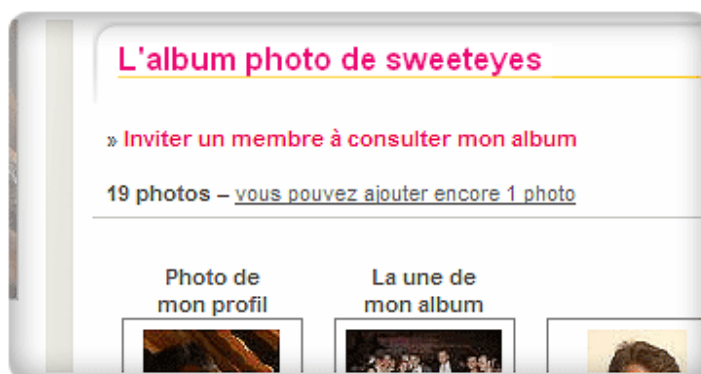 L'album photo de sweeteyes
» Inviter un membre à consulter mon album
19 photos – vous pouvez ajouter encore 1 photo
Photo de
mon profil
La une de
mon album